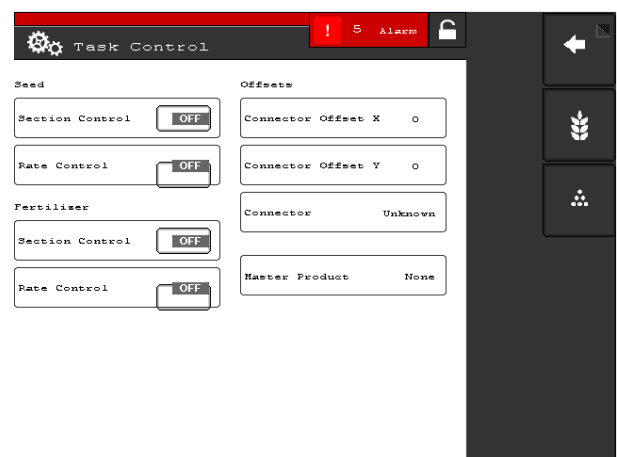 ! 5 Alarm
Task Control
Seed
Section Control OFF
Rate Control OFF
Fertilizer
Section Control OFF
Rate Control OFF
Offsets
Connector Offset X 0
Connector Offset Y 0
Connector Unknown
Master Product None